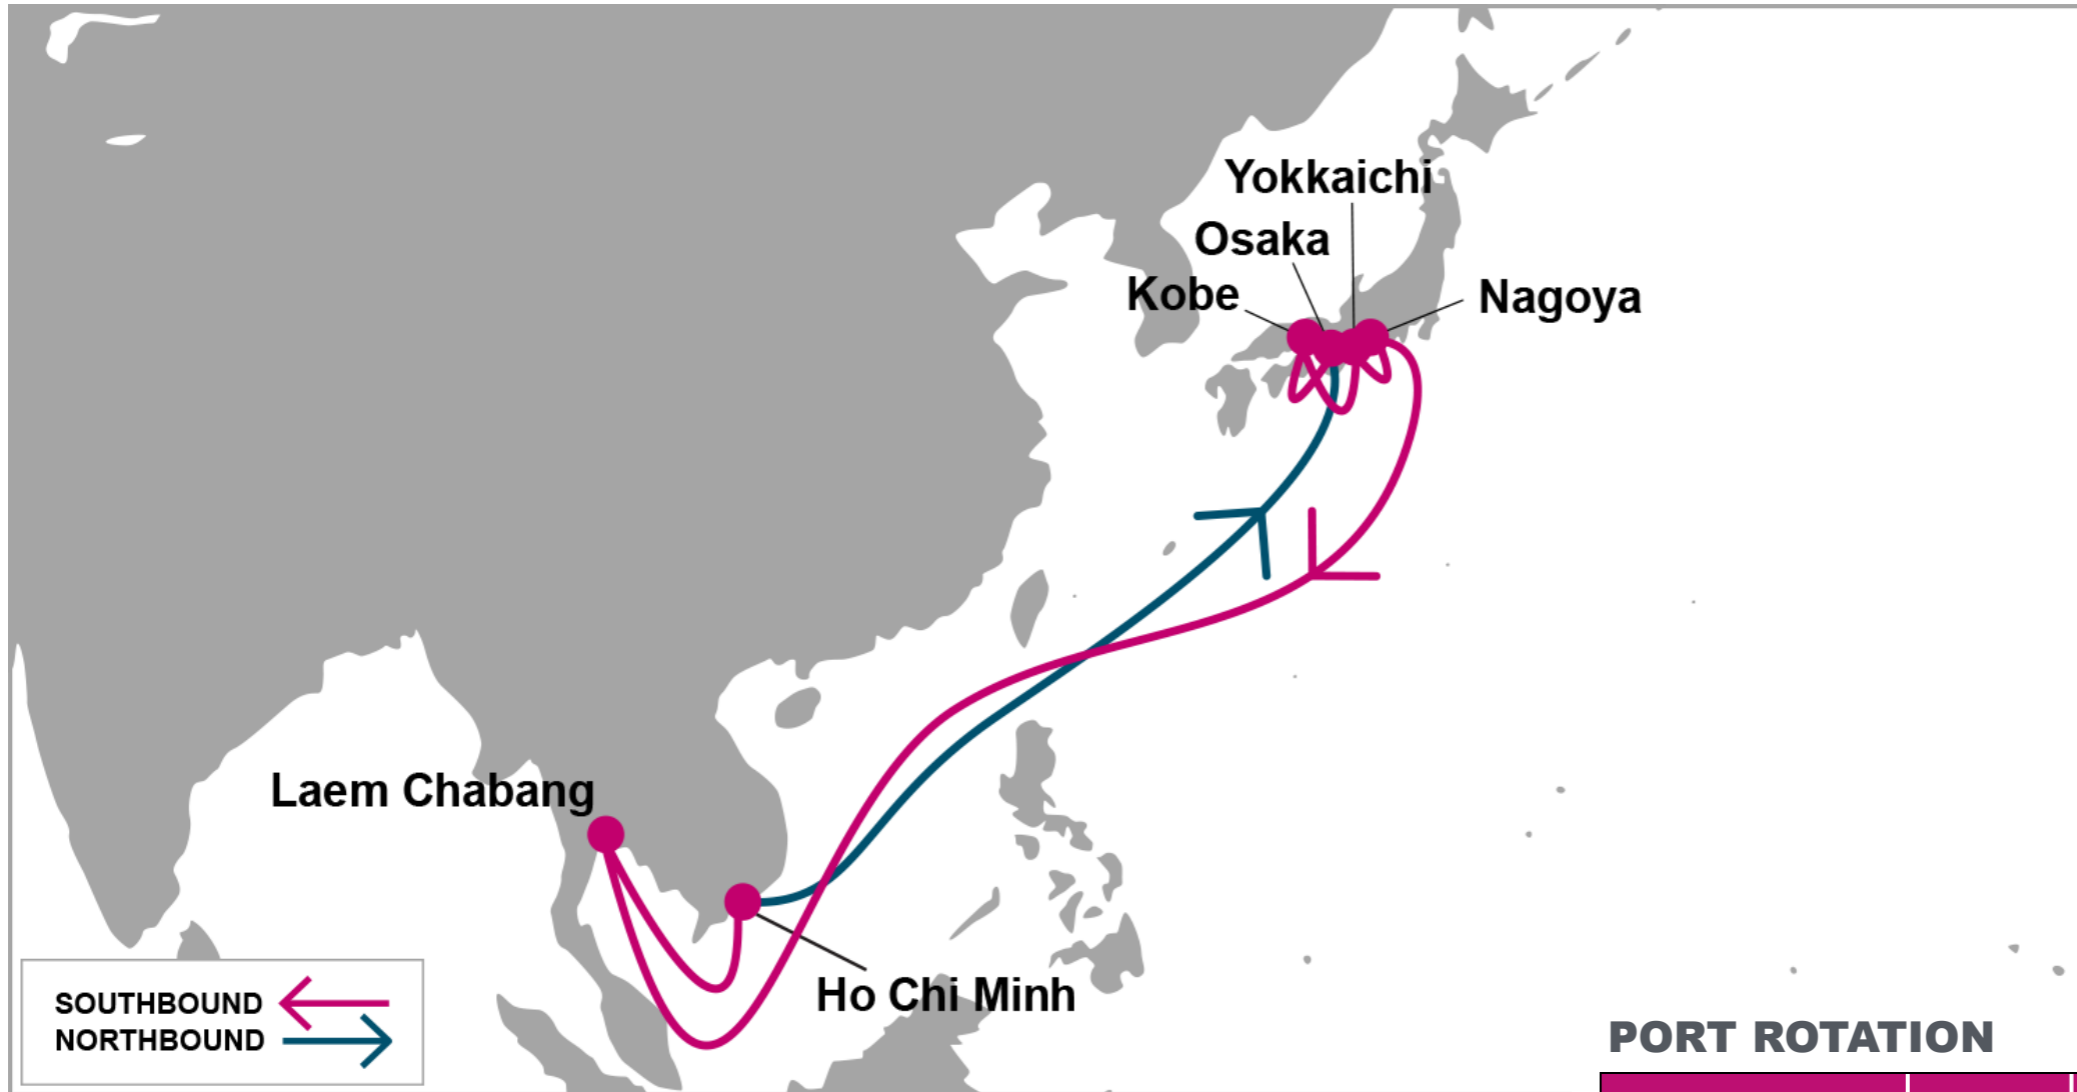 Yokkaichi
Osaka
Kobe
Nagoya
Laem Chabang
Ho Chi Minh
SOUTHBOUND
NORTHBOUND
PORT ROTATION